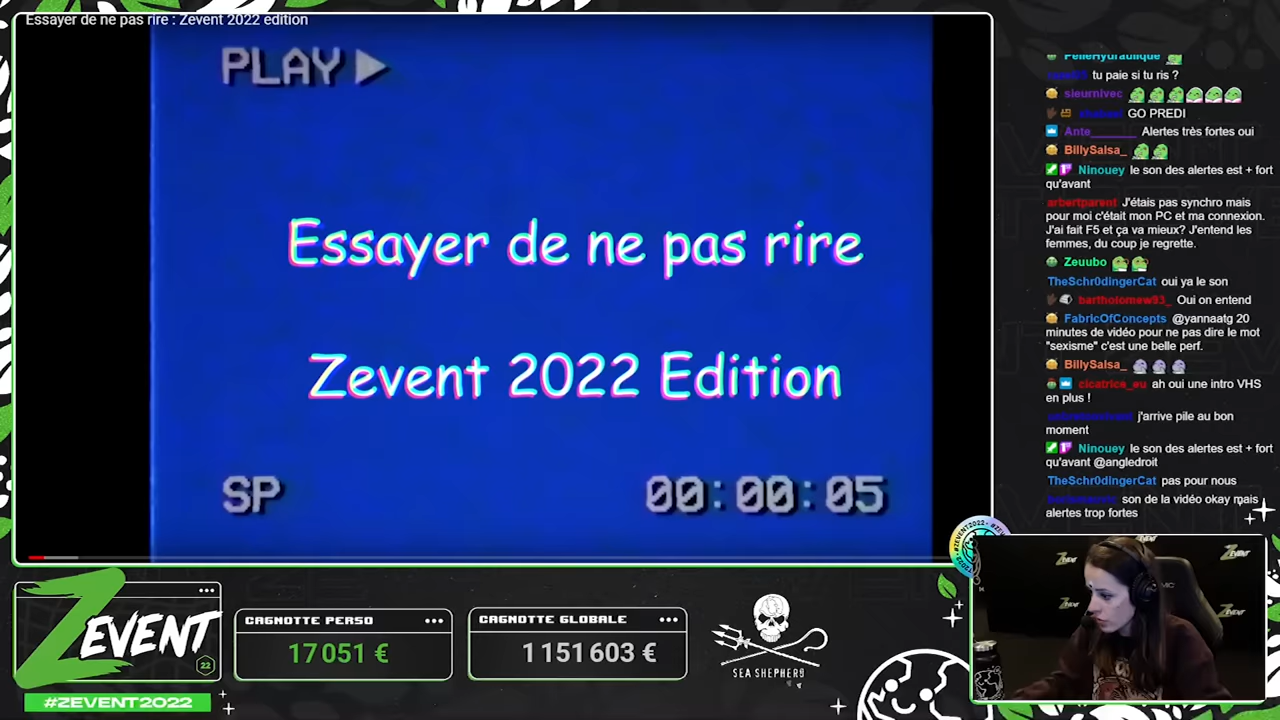 Essayer de ne pas rire : Zevent 2022 edition
PLAY
Essayer de ne pas rire
Zevent 2022 Edition
SP
00:00:05
PelleHydraulique
tu paie si tu ris ?
sieurnivec
GO PREDI
Ante_______ Alertes très fortes oui
BillySalsa_
Ninouey le son des alertes est + fort
qu'avant
arbertparent J'étais pas synchro mais
pour moi c'était mon PC et ma connexion.
J'ai fait F5 et ça va mieux? J'entend les
femmes, du coup je regrette.
Zeuubo
TheSchr0dingerCat oui ya le son
bartholomew93_ Oui on entend
FabricOfConcepts @yannaatg 20
minutes de vidéo pour ne pas dire le mot
"sexisme" c'est une belle perf.
BillySalsa_
cicatrice_eu ah oui une intro VHS
en plus !
j'arrive pile au bon
moment
Ninouey le son des alertes est + fort
qu'avant @angledroit
TheSchr0dingerCat pas pour nous
son de la vidéo okay mais
alertes trop fortes
ZEVENT
22
#ZEVENT2022
CAGNOTTE PERSO
17 051 €
CAGNOTTE GLOBALE
1 151 603 €
SEA SHEPHERD